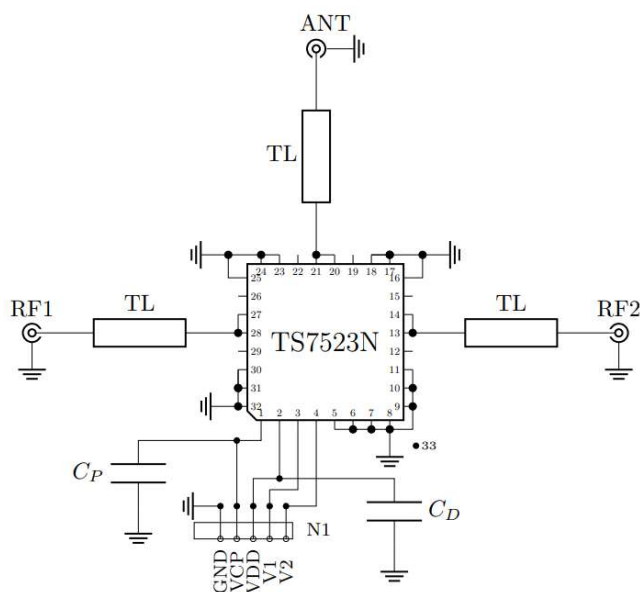 ANT
TL
24 23 22 21 20 19 18 17
25 16
RF1 TL 26 15 TL RF2
27 14
28 TS7523N 13
29 12
30 11
31 10
32 9
1 2 3 4 5 6 7 8
33
C_P
C_D
N1
GND
VCP
VDD
V1
V2